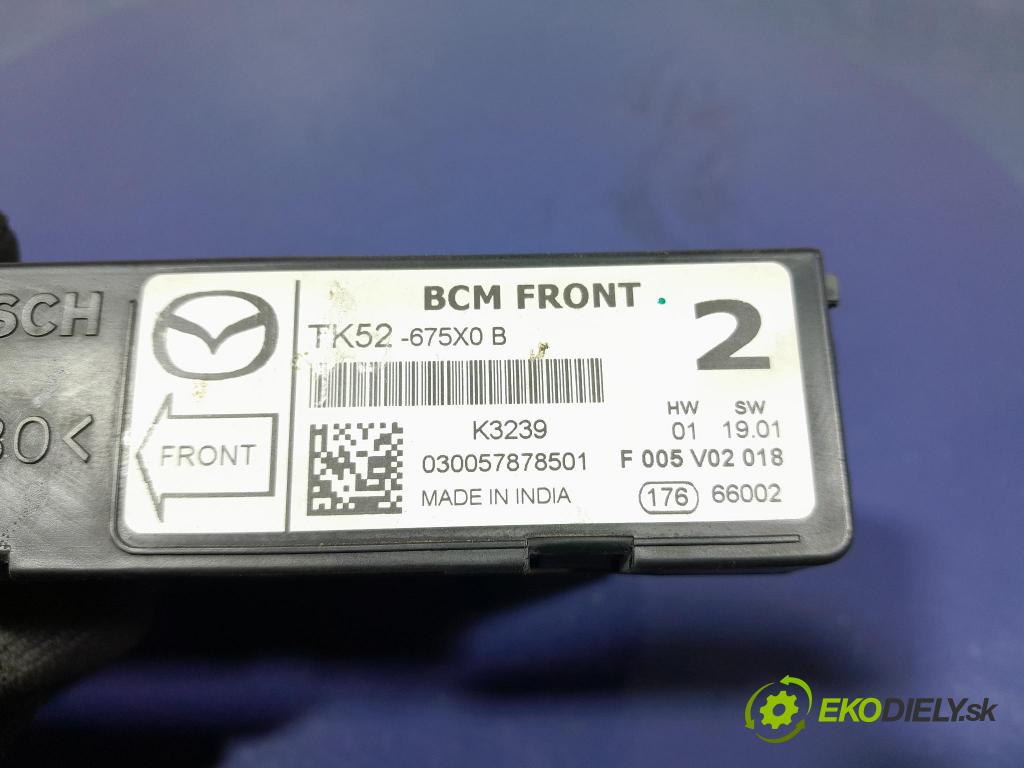 BCM FRONT
2
TK52 -675X0 B
K3239
HW SW
01 19.01
030057878501
F 005 V02 018
MADE IN INDIA
176 66002
FRONT
EKODIELY.sk